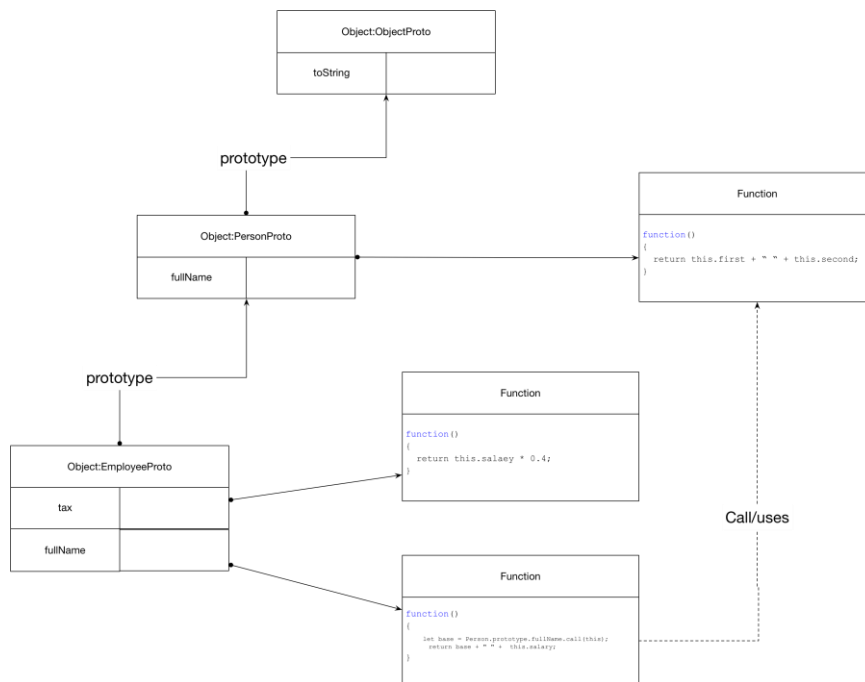 Object:ObjectProto
toString
prototype
Function
function()
{
return this.first + “ “ + this.second;
}
Object:PersonProto
fullName
prototype
Function
function()
{
return this.salaey * 0.4;
}
Object:EmployeeProto
tax
fullName
Call/uses
Function
function()
{
let base = Person.prototype.fullName.call(this);
return base + “ “ + this.salary;
}